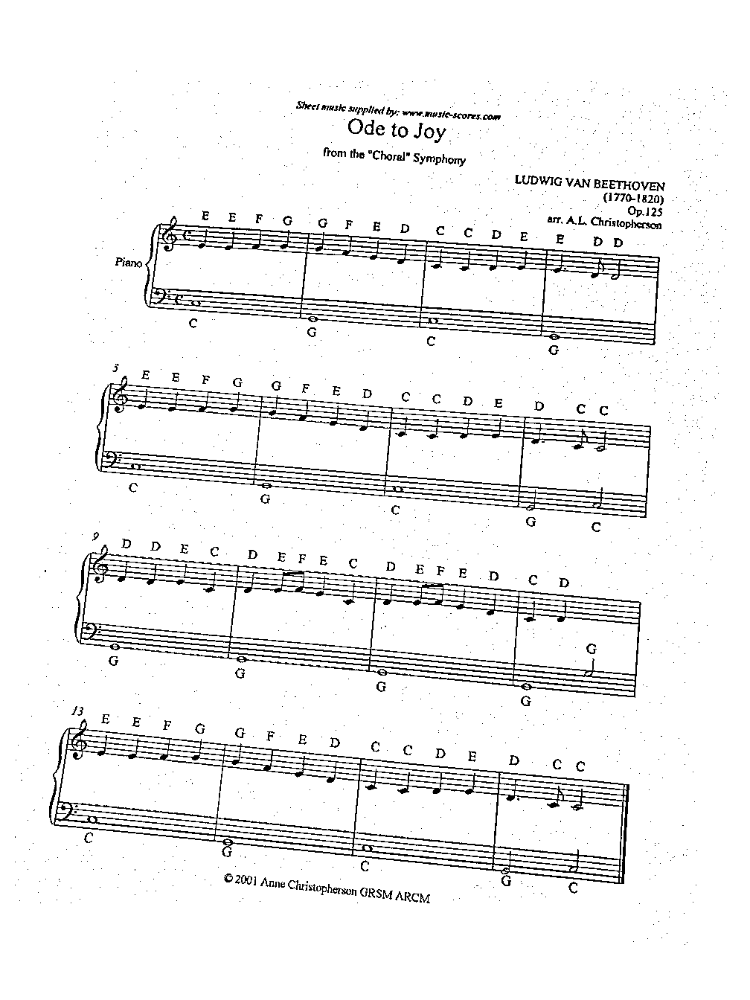 Sheet music supplied by: www.music-scores.com
Ode to Joy
from the "Choral" Symphony
LUDWIG VAN BEETHOVEN
(1770-1820)
Op.125
arr. A.L. Christopherson
E E F G G F E D C C D E E D D
Piano
C G C G
5
E E F G G F E D C C D E D C C
C G C G C
9
D D E C D E F E C D E F E D C D
G
G G G G
13
E E F G G F E D C C D E D C C
C G C G C
© 2001 Anne Christopherson GRSM ARCM